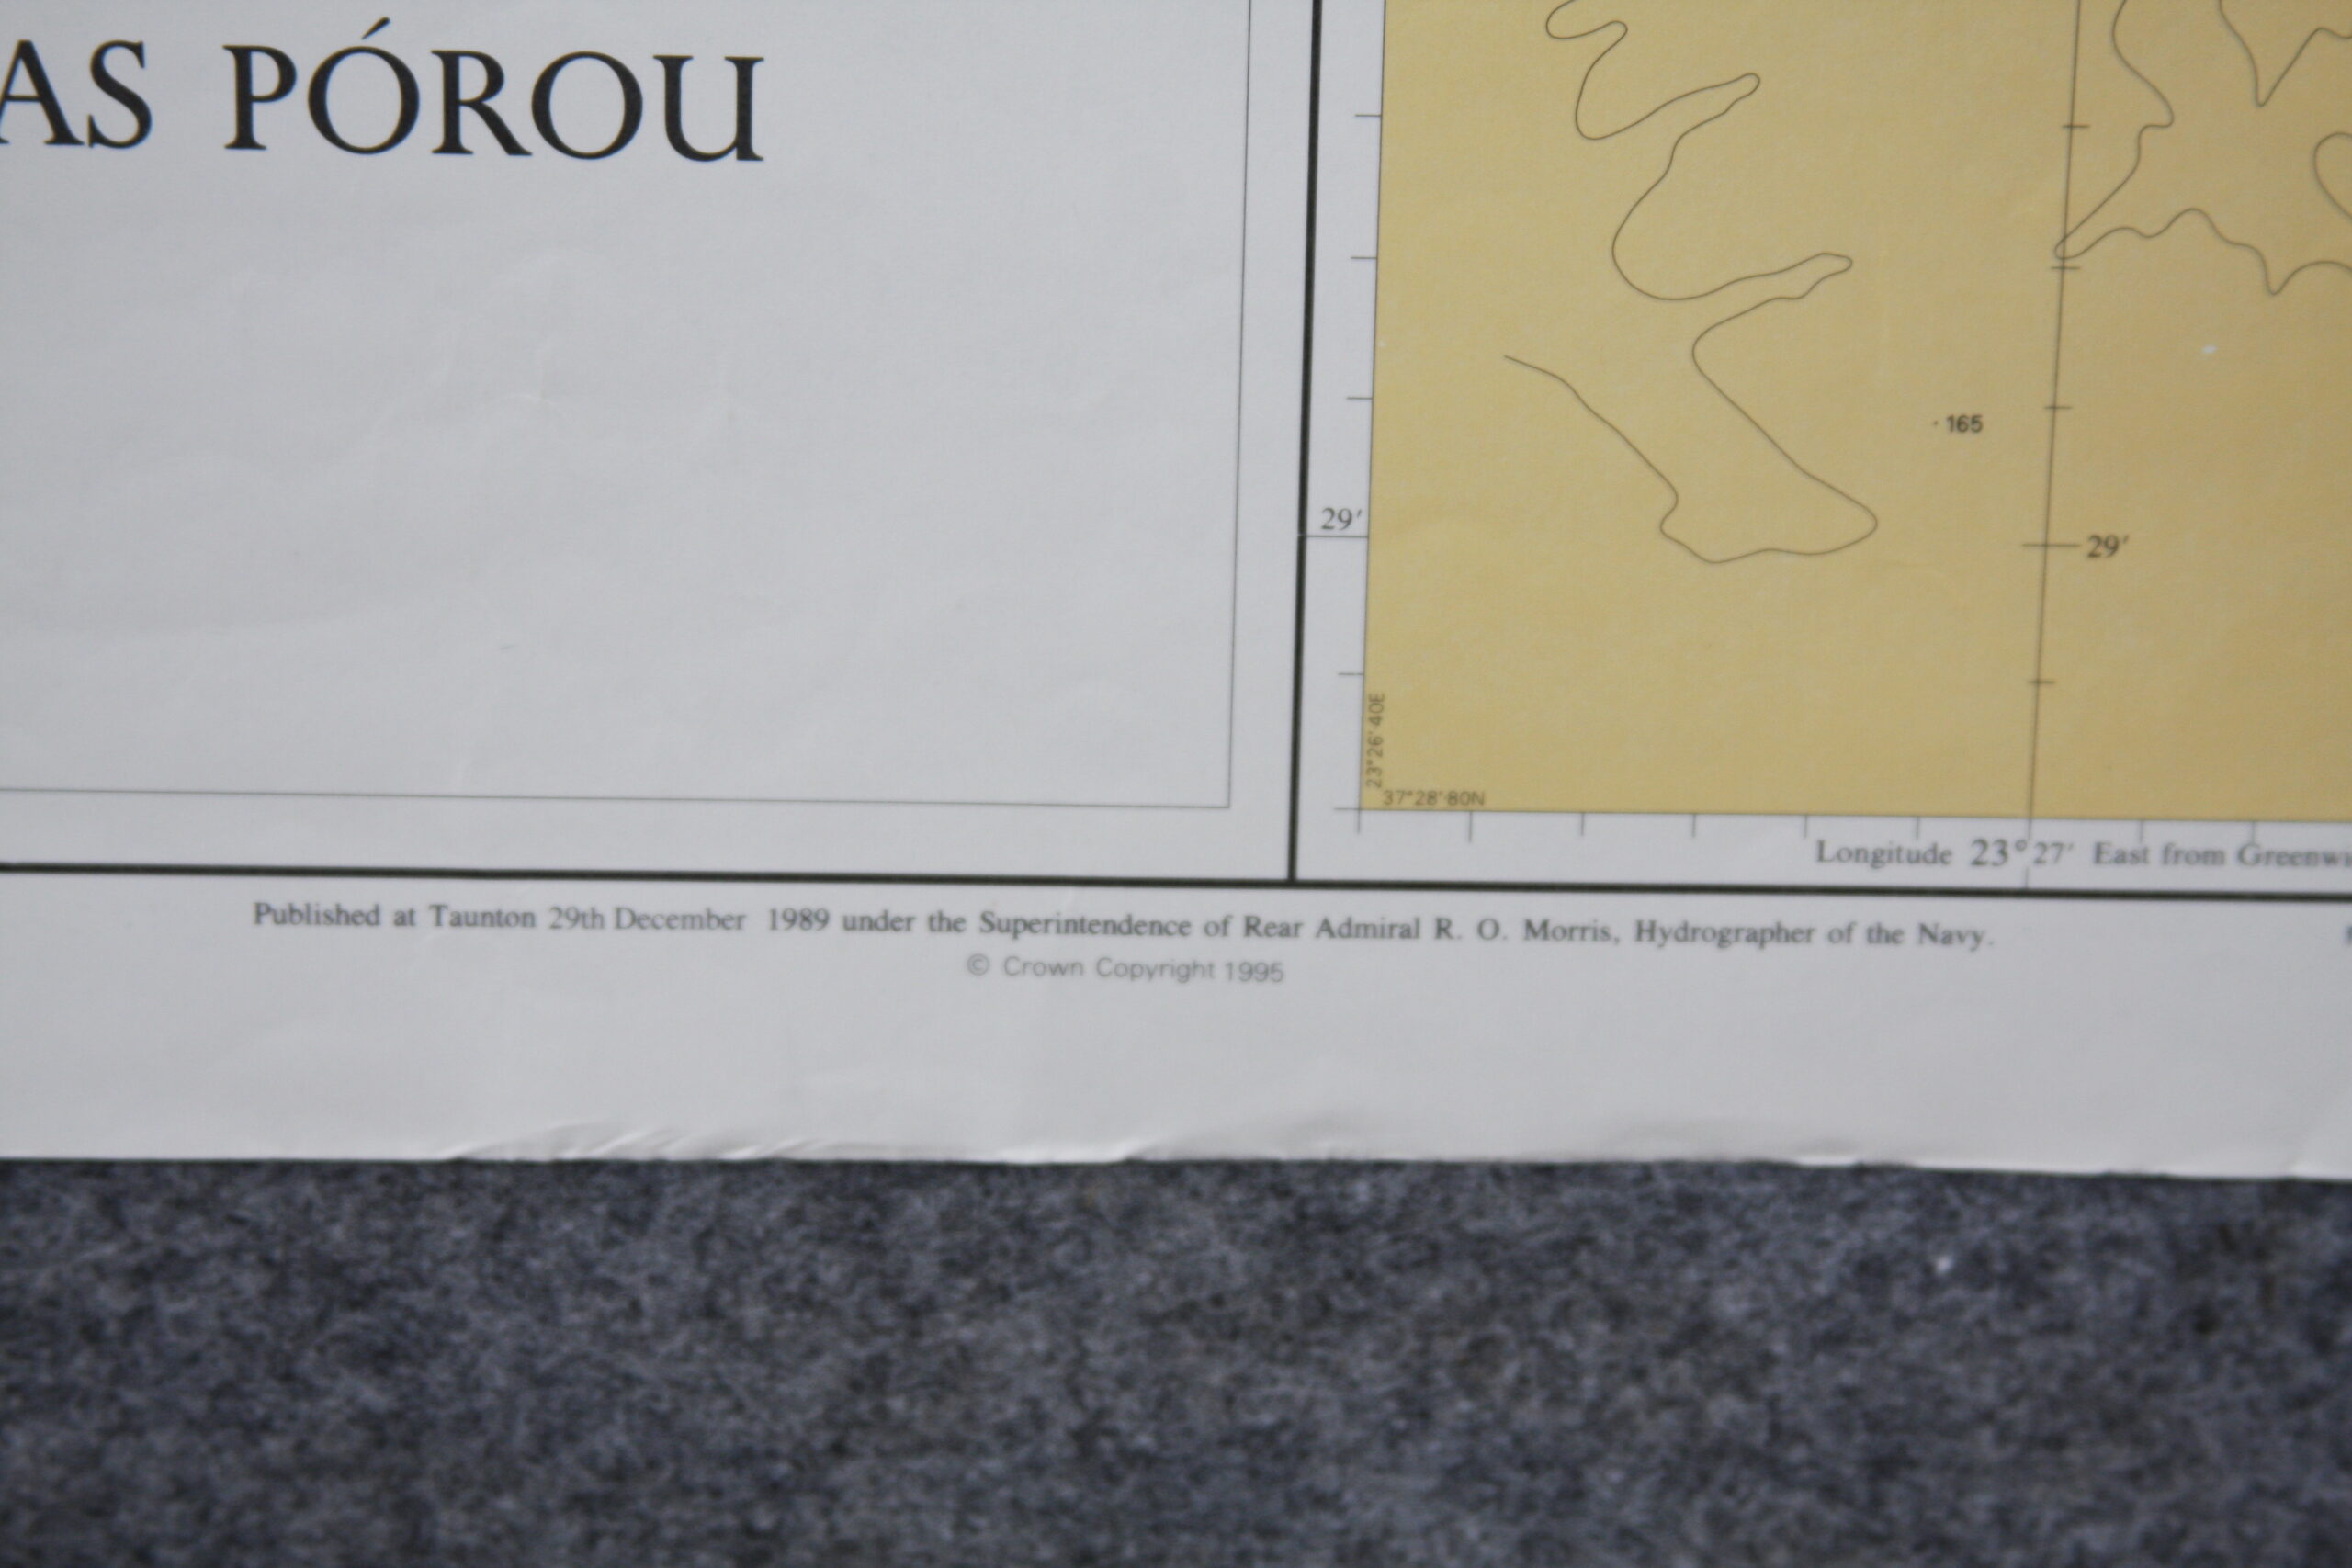 AS PÓROU
· 165
29′
29′
23°26′·40E
37°28′·80N
Longitude 23°27′ East from
Published at Taunton 29th December 1989 under the Superintendence of Rear Admiral R. O. Morris, Hydrographer of the Navy.
© Crown Copyright 1995